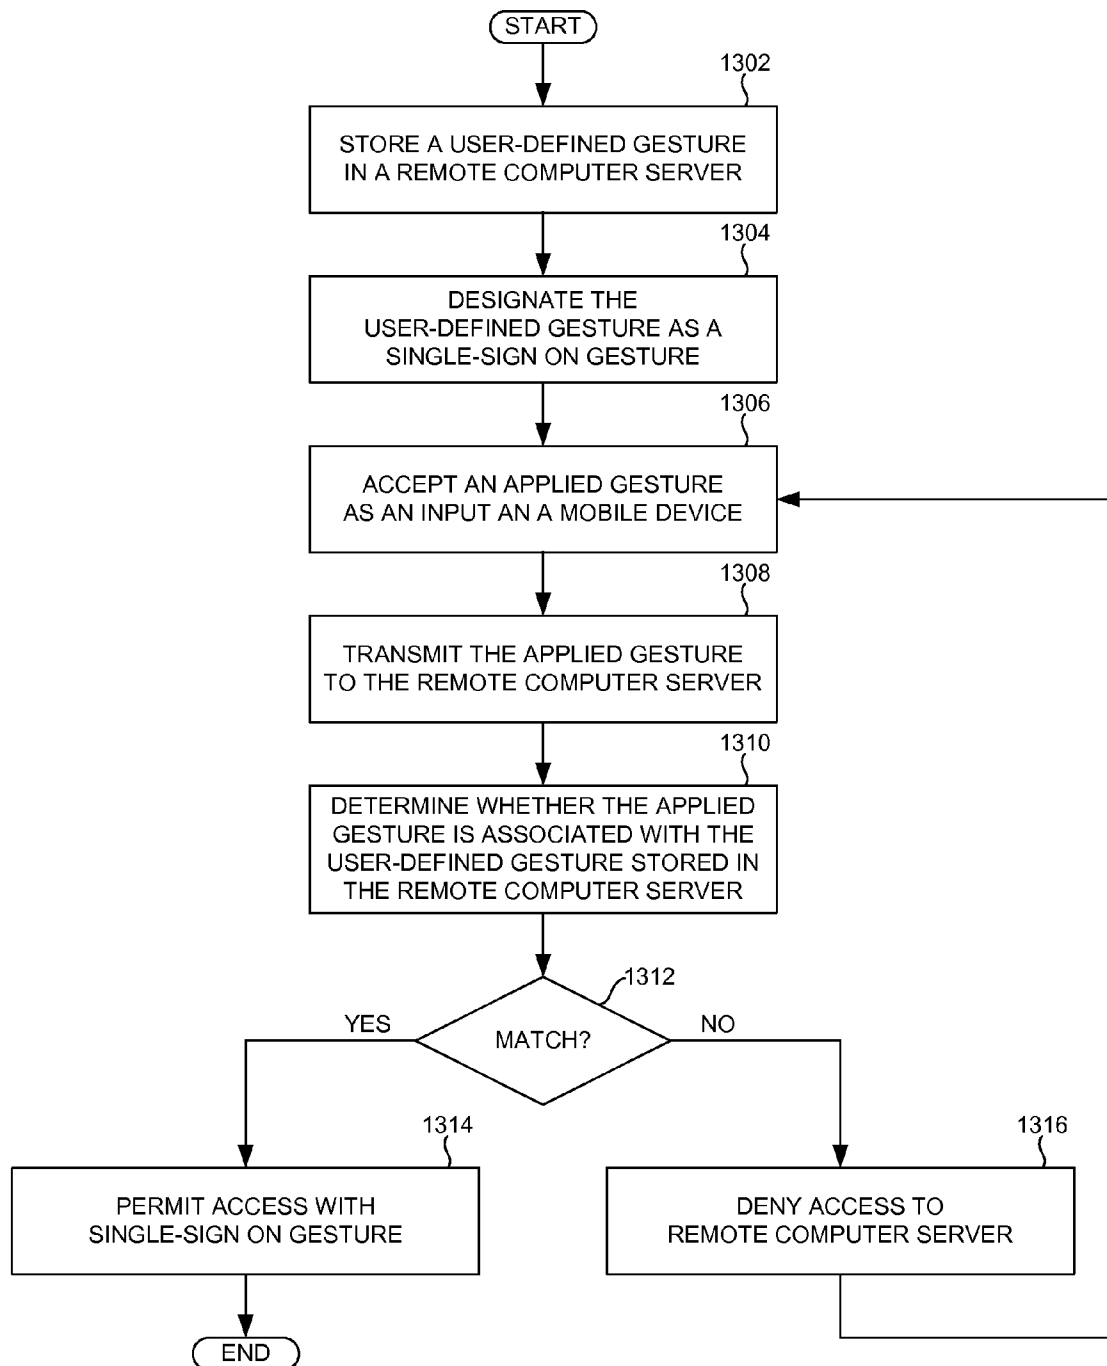 START
1302
STORE A USER-DEFINED GESTURE
IN A REMOTE COMPUTER SERVER
1304
DESIGNATE THE
USER-DEFINED GESTURE AS A
SINGLE-SIGN ON GESTURE
1306
ACCEPT AN APPLIED GESTURE
AS AN INPUT AN A MOBILE DEVICE
1308
TRANSMIT THE APPLIED GESTURE
TO THE REMOTE COMPUTER SERVER
1310
DETERMINE WHETHER THE APPLIED
GESTURE IS ASSOCIATED WITH THE
USER-DEFINED GESTURE STORED IN
THE REMOTE COMPUTER SERVER
1312
MATCH?
YES
NO
1314
PERMIT ACCESS WITH
SINGLE-SIGN ON GESTURE
1316
DENY ACCESS TO
REMOTE COMPUTER SERVER
END